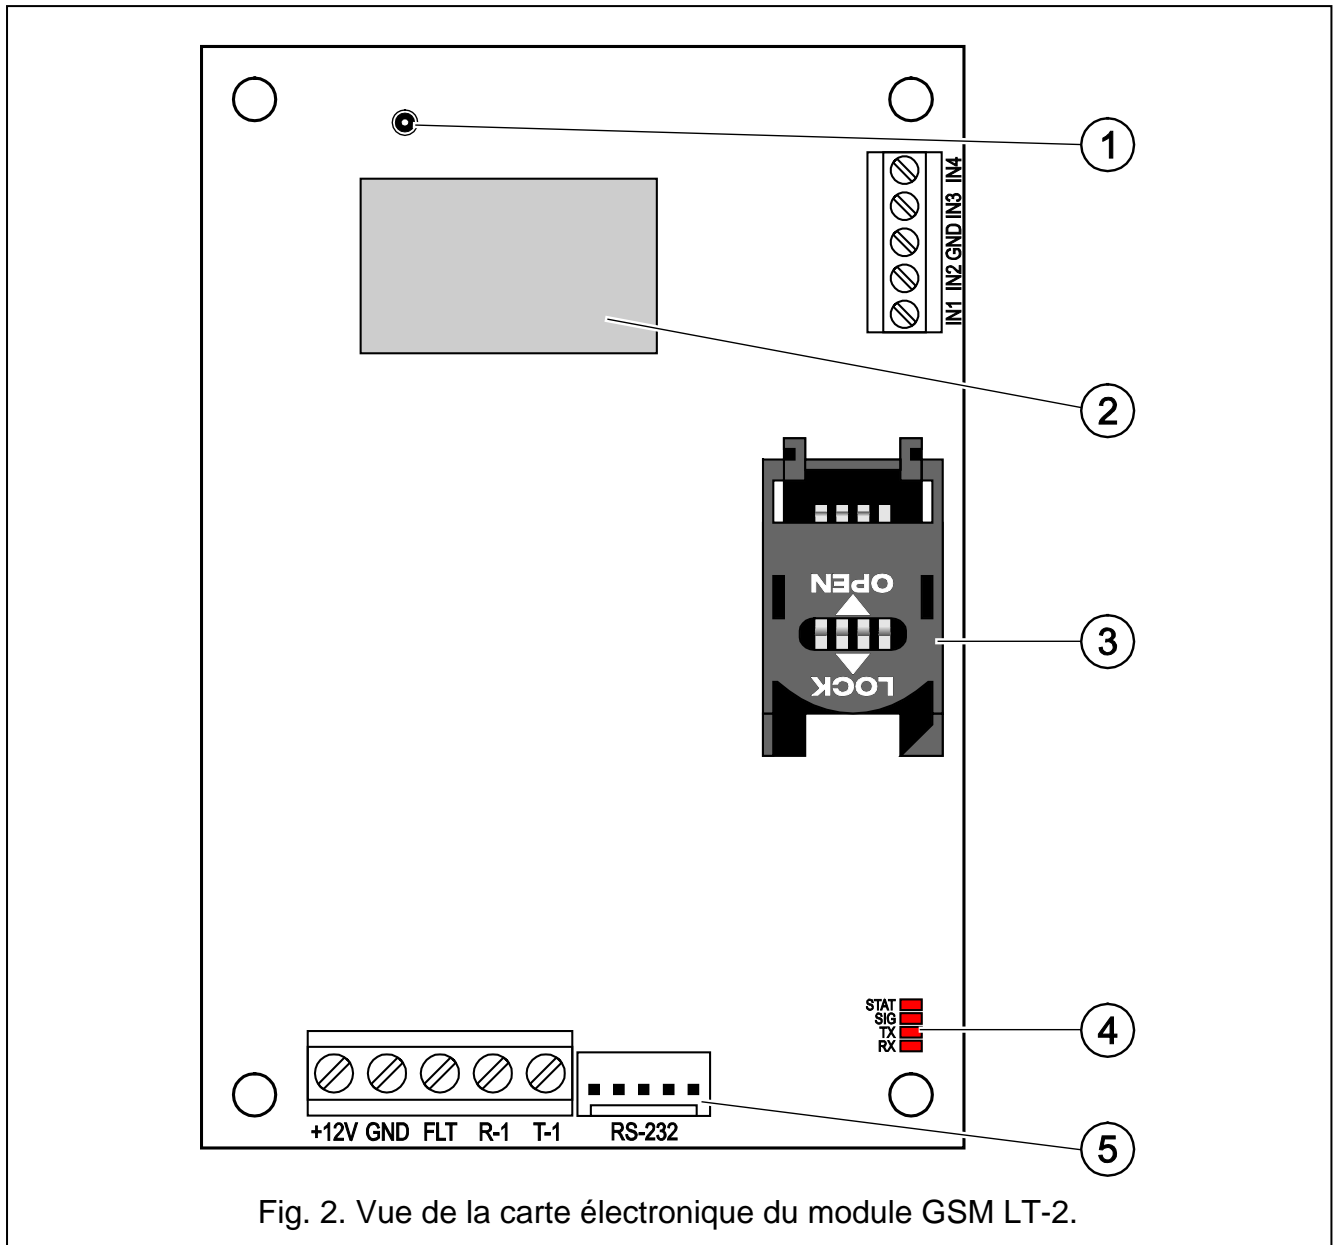 1
IN1 IN2 GND IN3 IN4
2
OPEN
LOCK
3
STAT
SIG
TX
RX
4
+12V GND FLT R-1 T-1 RS-232
5
Fig. 2. Vue de la carte électronique du module GSM LT-2.